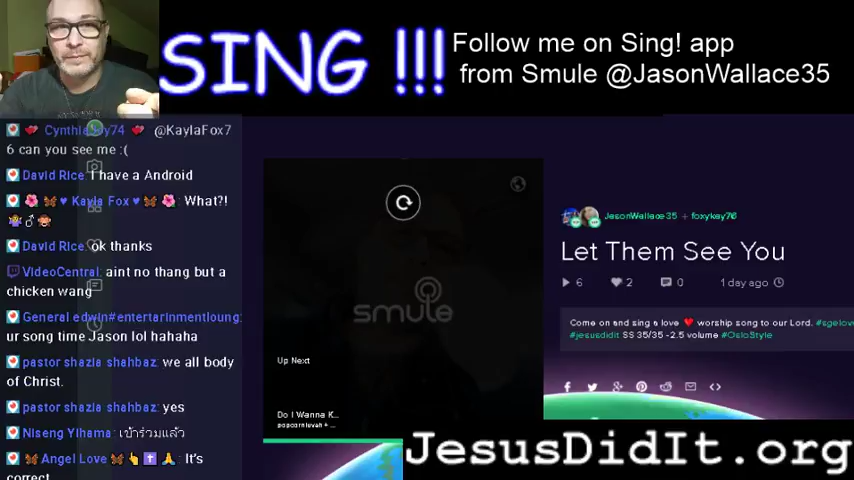 SING !!!
Follow me on Sing! app
from Smule @JasonWallace35
@KaylaFox7
6 can you see me :(
David Rice: I have a Android
♥ Kayla Fox ♥ What?!
David Rice: ok thanks
VideoCentral: aint no thang but a
chicken wang
General edwin#entertarinmentloung:
ur song time Jason lol hahaha
pastor shazia shahbaz: we all body
of Christ.
pastor shazia shahbaz: yes
Niseng Yihama: เข้าร่วมแล้ว
Angel Love It's
correct
smule
Up Next
Do I Wanna K...
popcornluvah + ...
JasonWallace35 + foxykay76
Let Them See You
6 2 0 1 day ago
Come on and sing a love ❤ worship song to our Lord. #sgelove
#jesusdidit SS 35/35 -2.5 volume #OsloStyle
JesusDidIt.org